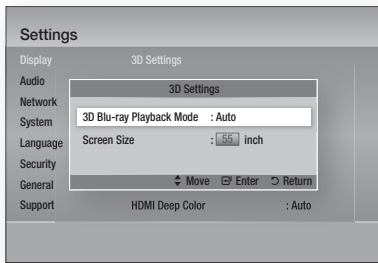 Settings
Display 3D Settings
Audio
3D Settings
Network
System
3D Blu-ray Playback Mode : Auto
Language
Screen Size : 55 inch
Security
General
Move Enter Return
Support HDMI Deep Color : Auto